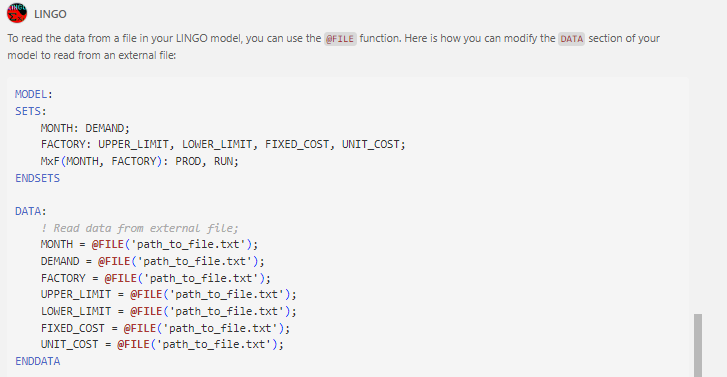 LINGO
To read the data from a file in your LINGO model, you can use the @FILE function. Here is how you can modify the DATA section of your
model to read from an external file:
MODEL:
SETS:
MONTH: DEMAND;
FACTORY: UPPER_LIMIT, LOWER_LIMIT, FIXED_COST, UNIT_COST;
MxF(MONTH, FACTORY): PROD, RUN;
ENDSETS
DATA:
! Read data from external file;
MONTH = @FILE('path_to_file.txt');
DEMAND = @FILE('path_to_file.txt');
FACTORY = @FILE('path_to_file.txt');
UPPER_LIMIT = @FILE('path_to_file.txt');
LOWER_LIMIT = @FILE('path_to_file.txt');
FIXED_COST = @FILE('path_to_file.txt');
UNIT_COST = @FILE('path_to_file.txt');
ENDDATA